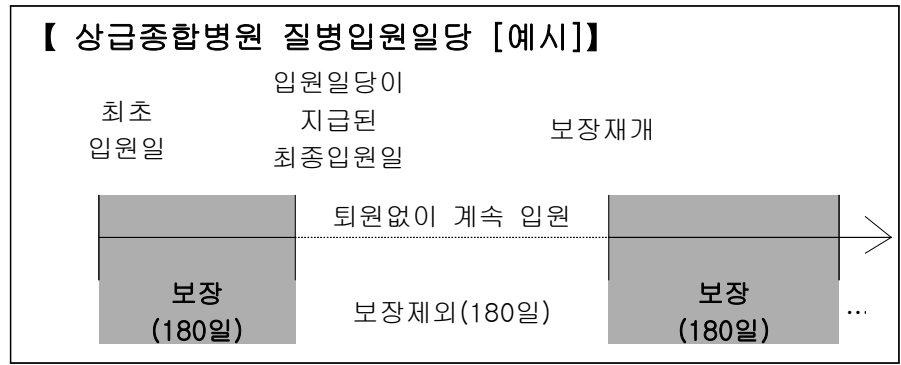 【 상급종합병원 질병입원일당 [예시]】
최초
입원일
입원일당이
지급된
최종입원일
보장재개
퇴원없이 계속 입원
보장
(180일)
보장제외(180일)
보장
(180일)
…